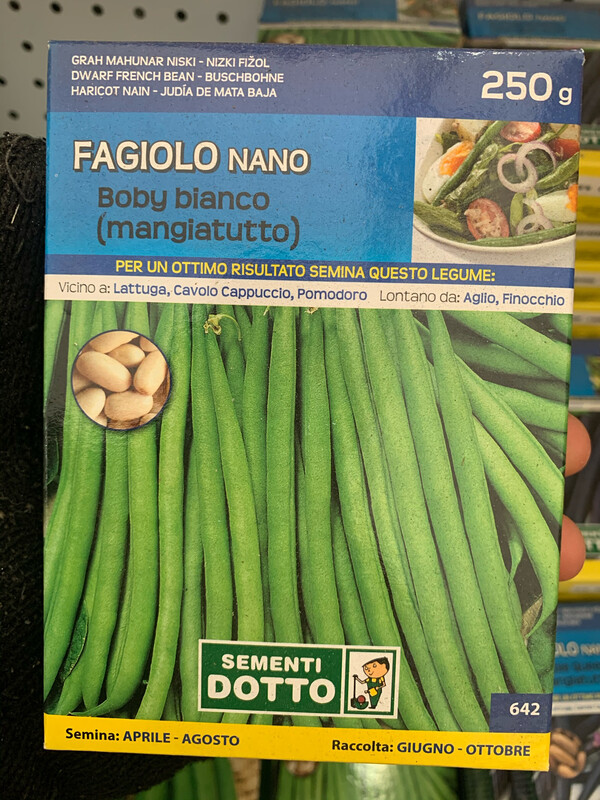 GRAH MAHUNAR NISKI - NIZKI FIŽOL
DWARF FRENCH BEAN - BUSCHBOHNE
HARICOT NAIN - JUDÍA DE MATA BAJA
250 g
FAGIOLO NANO
Boby bianco
(mangiatutto)
PER UN OTTIMO RISULTATO SEMINA QUESTO LEGUME:
Vicino a: Lattuga, Cavolo Cappuccio, Pomodoro Lontano da: Aglio, Finocchio
SEMENTI
DOTTO
642
Semina: APRILE - AGOSTO
Raccolta: GIUGNO - OTTOBRE